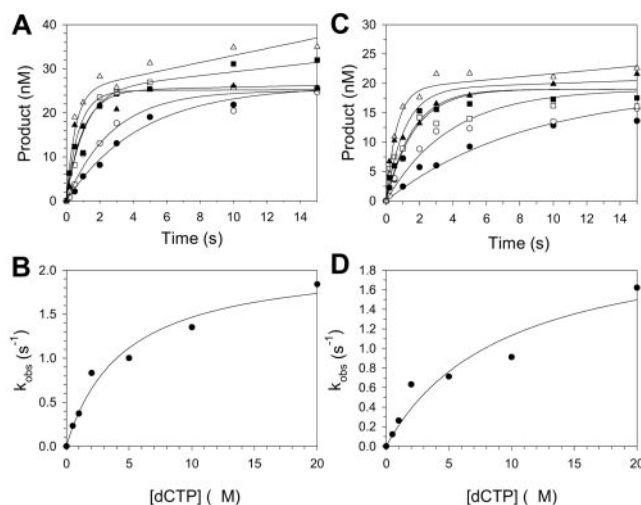 A
Product (nM)
40
30
20
10
0
0 2 4 6 8 10 12 14
Time (s)
C
Product (nM)
30
25
20
15
10
5
0
0 2 4 6 8 10 12 14
Time (s)
B
kobs (s-1)
2.0
1.5
1.0
0.5
0.0
0 5 10 15 20
[dCTP] ( M)
D
kobs (s-1)
1.8
1.6
1.4
1.2
1.0
0.8
0.6
0.4
0.2
0.0
0 5 10 15 20
[dCTP] ( M)